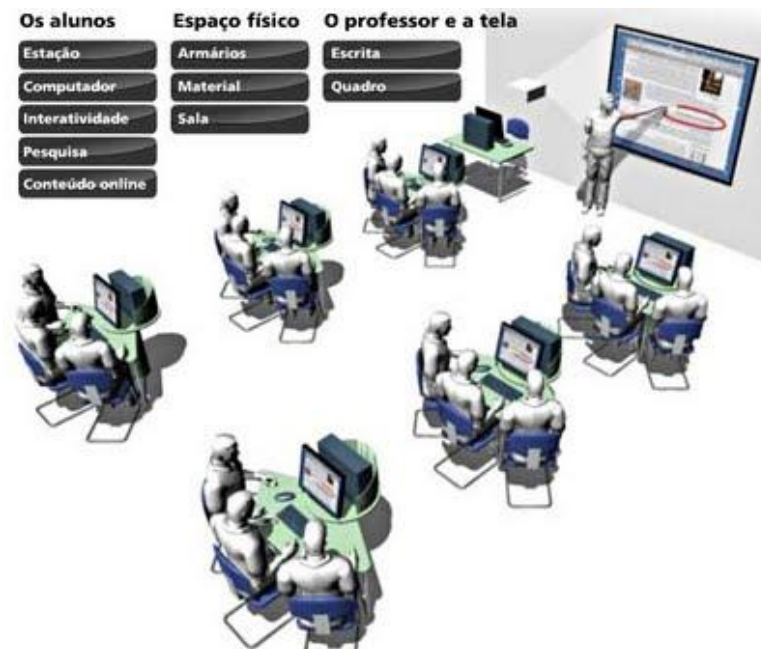 Os alunos
Estação
Computador
Interatividade
Pesquisa
Conteúdo online
Espaço físico
Armários
Material
Sala
O professor e a tela
Escrita
Quadro